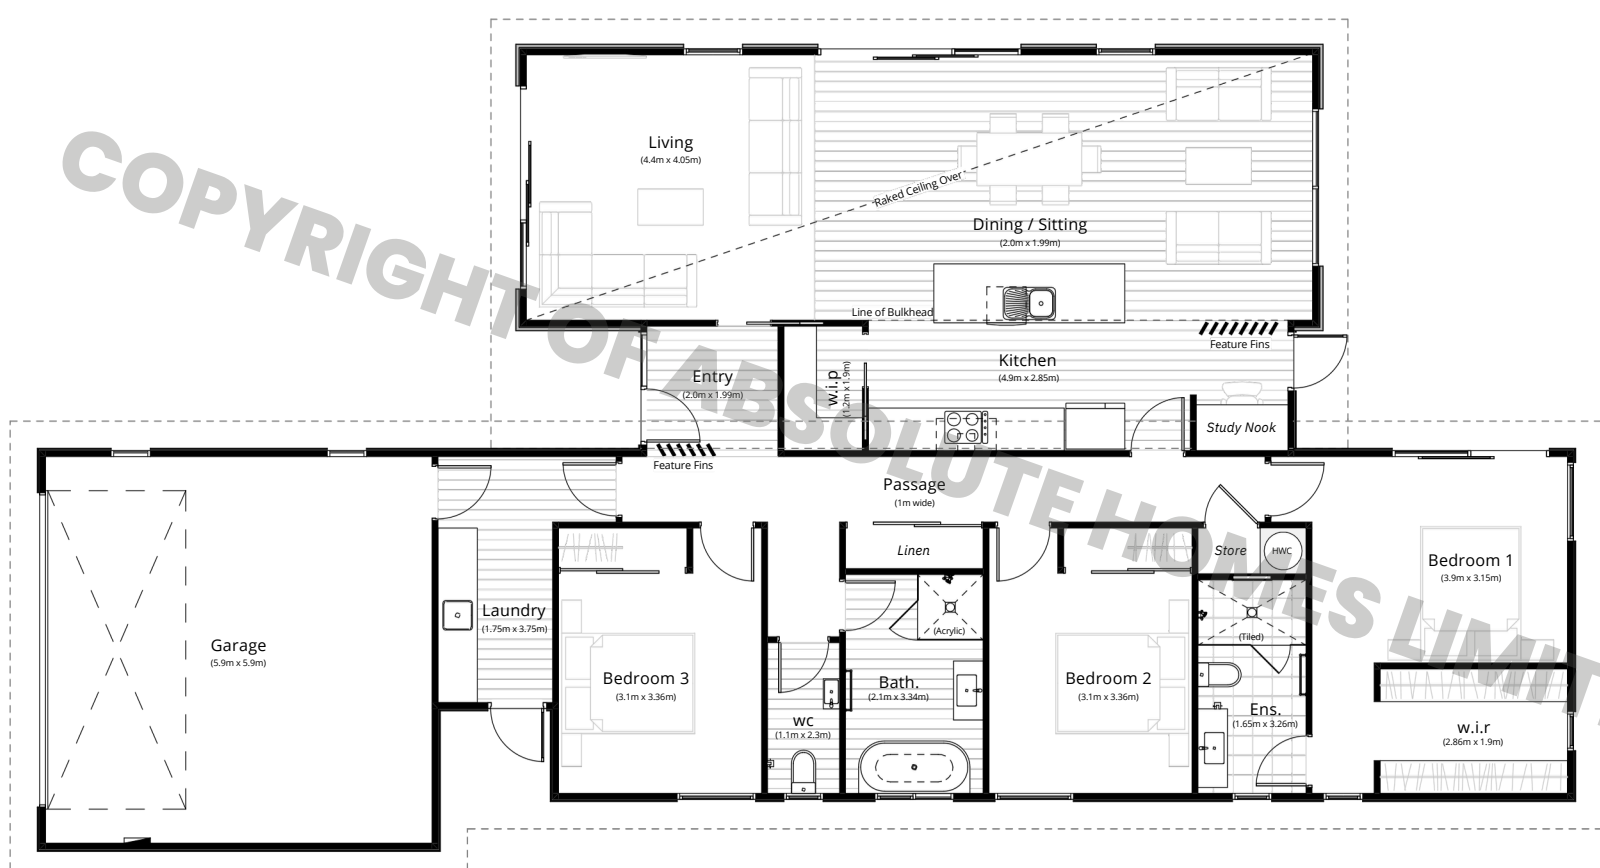 Living
(4.4m x 4.05m)
Raked Ceiling Over
Dining / Sitting
(2.0m x 1.99m)
Line of Bulkhead
Feature Fins
Kitchen
(4.9m x 2.85m)
Entry
(2.0m x 1.99m)
w.i.p
(1.2m x 1.9m)
Study Nook
Feature Fins
Passage
(1m wide)
Linen
Store
HWC
Bedroom 1
(3.9m x 3.15m)
Laundry
(1.75m x 3.75m)
Garage
(5.9m x 5.9m)
(Acrylic)
(Tiled)
Bedroom 3
(3.1m x 3.36m)
Bath.
(2.1m x 3.34m)
Bedroom 2
(3.1m x 3.36m)
wc
(1.1m x 2.3m)
Ens.
(1.65m x 3.26m)
w.i.r
(2.86m x 1.9m)
COPYRIGHT OF ABSOLUTE HOMES LIMIT